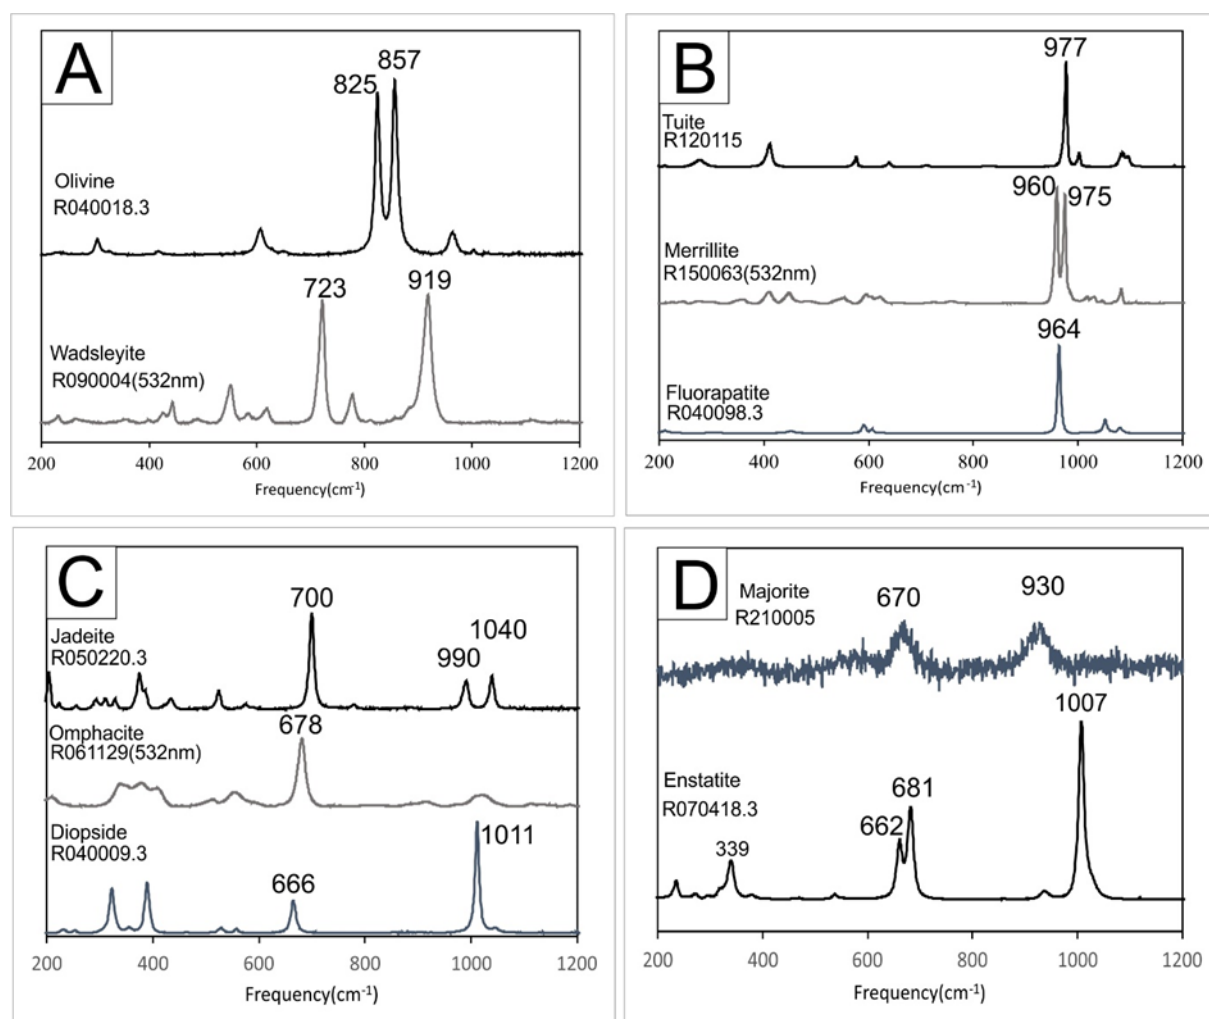 A
857
825
Olivine
R040018.3
723
919
Wadsleyite
R090004(532nm)
200 400 600 800 1000 1200
Frequency(cm-1)
B
977
Tuite
R120115
960 975
Merrillite
R150063(532nm)
964
Fluorapatite
R040098.3
200 400 600 800 1000 1200
Frequency(cm-1)
C
700
1040
Jadeite
R050220.3
990
678
Omphacite
R061129(532nm)
Diopside
R040009.3
1011
666
200 400 600 800 1000 1200
Frequency(cm-1)
D
Majorite
R210005
670
930
1007
Enstatite
R070418.3
681
662
339
200 400 600 800 1000 1200
Frequency(cm-1)